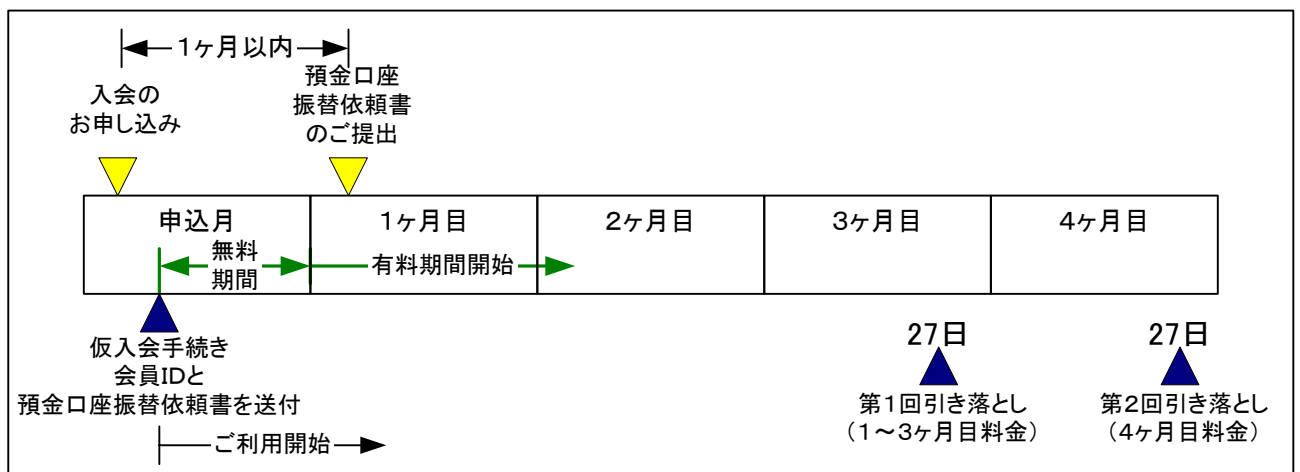 1ヶ月以内
入会の
お申し込み
預金口座
振替依頼書
のご提出
申込月
1ヶ月目
2ヶ月目
3ヶ月目
4ヶ月目
無料
期間
有料期間開始
仮入会手続き
会員IDと
預金口座振替依頼書を送付
ご利用開始
27日
第1回引き落とし
(1～3ヶ月目料金)
27日
第2回引き落とし
(4ヶ月目料金)